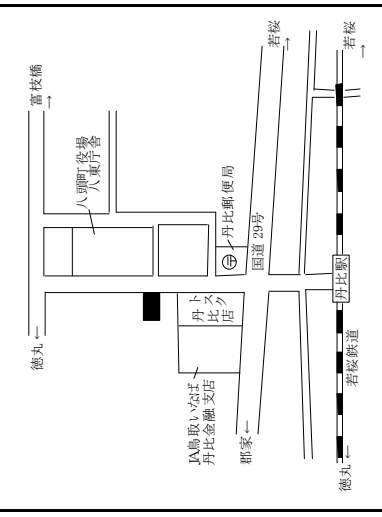 富枝橋
→
若桜
→
若桜
→
八頭町役場
八東庁舎
丹比郵便局
国道29号
トスク
丹比店
丹比駅
徳丸←
JA鳥取いなば
丹比金融支店
郡家←
若桜鉄道
徳丸←